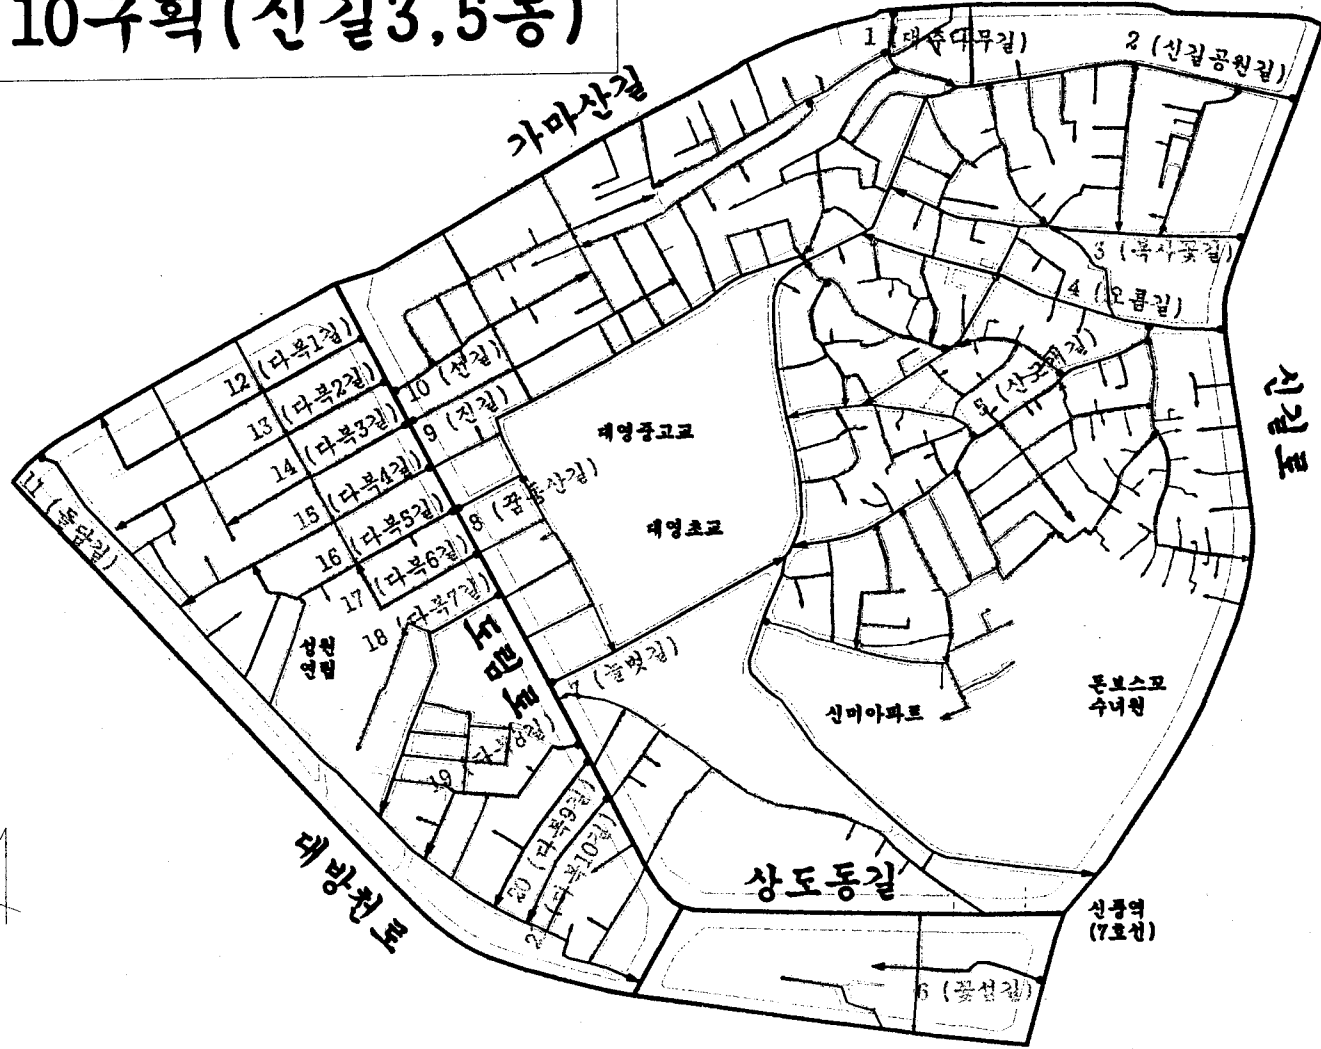 10구획(신길3,5동)
1 (대추나무길)
2 (신길공원길)
가마산길
3 (복사꽃길)
4 (오름길)
신길로
12 (다복1길)
13 (다복2길)
14 (다복3길)
15 (다복4길)
16 (다복5길)
17 (다복6길)
18 (다복7길)
10 (선길)
9 (진길)
8 (꿈동산길)
대영중고교
대영초교
5
11
성원
연립
7 (늘벗길)
신미아파트
돈보스꼬
수녀원
19 (다복8길)
20 (다복9길)
(다복10길)
대방천로
상도동길
신풍역
(7호선)
6 (꽃섬길)